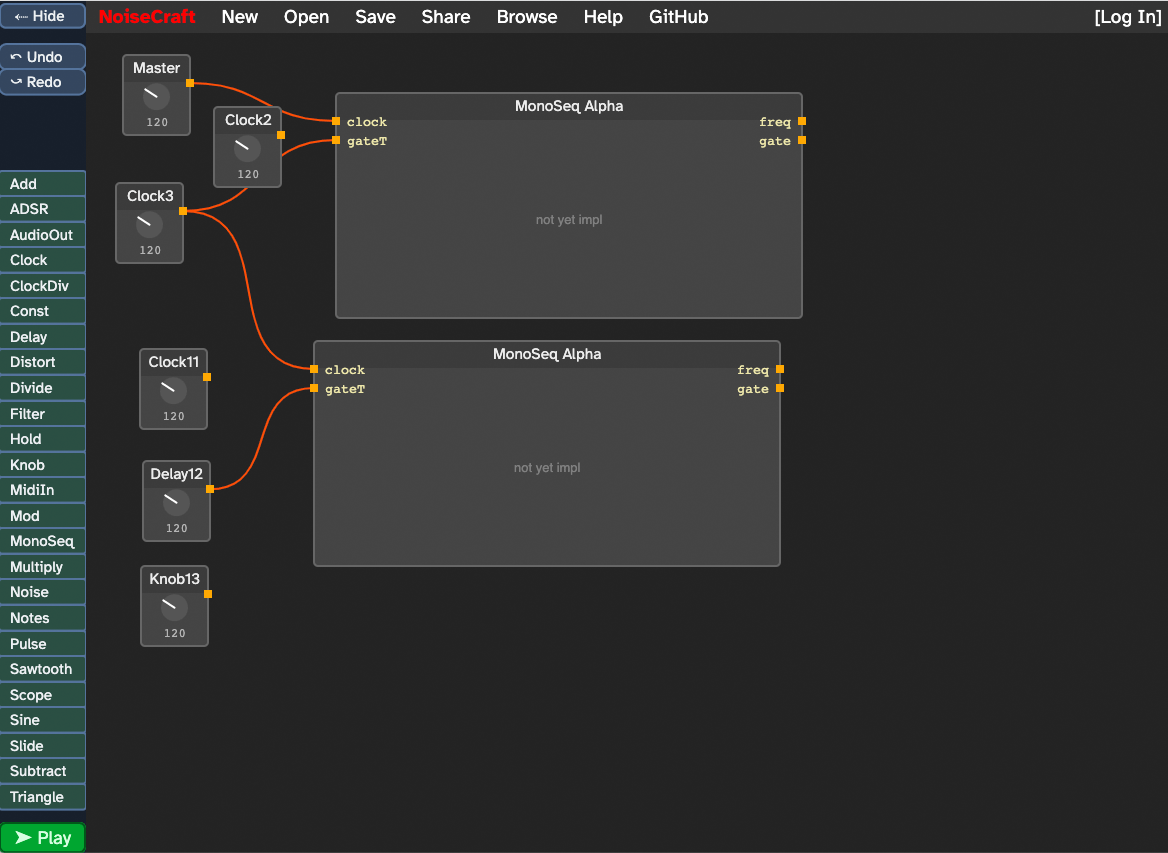 Hide
NoiseCraft New Open Save Share Browse Help GitHub [Log In]
Undo
Redo
Add
ADSR
AudioOut
Clock
ClockDiv
Const
Delay
Distort
Divide
Filter
Hold
Knob
MidiIn
Mod
MonoSeq
Multiply
Noise
Notes
Pulse
Sawtooth
Scope
Sine
Slide
Subtract
Triangle
Play
Master
120
Clock2
120
Clock3
120
MonoSeq Alpha
clock freq
gateT gate
not yet impl
Clock11
120
Delay12
120
Knob13
120
MonoSeq Alpha
clock freq
gateT gate
not yet impl